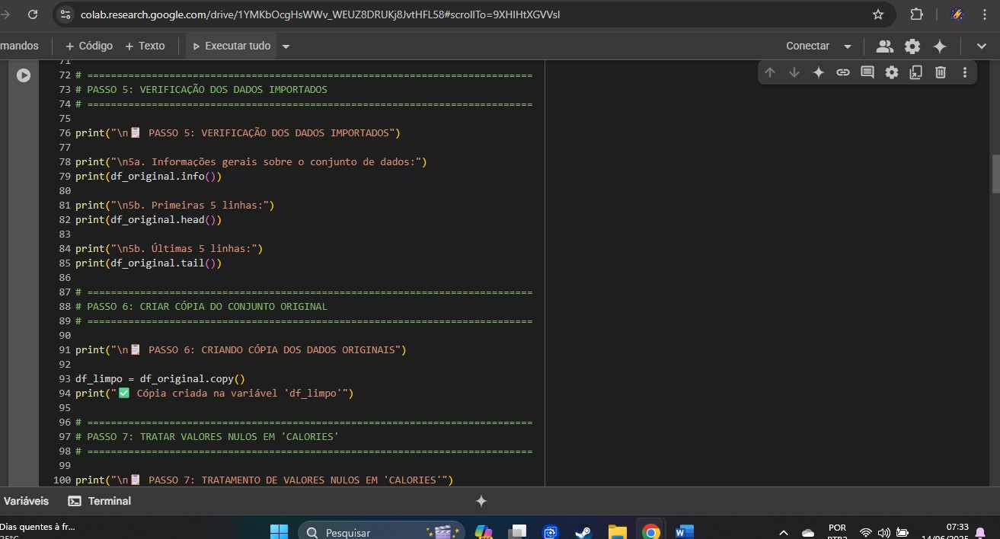 colab.research.google.com/drive/1YMKbOcgHsWWv_WEUZ8DRUKj8JvtHFL58#scrollTo=9XHIHtXGVVsl
mandos + Código + Texto Executar tudo Conectar
71
72 # ============================================================================
73 # PASSO 5: VERIFICAÇÃO DOS DADOS IMPORTADOS
74 # ============================================================================
75
76 print("\n📋 PASSO 5: VERIFICAÇÃO DOS DADOS IMPORTADOS")
77
78 print("\n5a. Informações gerais sobre o conjunto de dados:")
79 print(df_original.info())
80
81 print("\n5b. Primeiras 5 linhas:")
82 print(df_original.head())
83
84 print("\n5b. Últimas 5 linhas:")
85 print(df_original.tail())
86
87 # ============================================================================
88 # PASSO 6: CRIAR CÓPIA DO CONJUNTO ORIGINAL
89 # ============================================================================
90
91 print("\n📋 PASSO 6: CRIANDO CÓPIA DOS DADOS ORIGINAIS")
92
93 df_limpo = df_original.copy()
94 print("✅ Cópia criada na variável 'df_limpo'")
95
96 # ============================================================================
97 # PASSO 7: TRATAR VALORES NULOS EM 'CALORIES'
98 # ============================================================================
99
100 print("\n📋 PASSO 7: TRATAMENTO DE VALORES NULOS EM 'CALORIES'")
Variáveis Terminal
Dias quentes à fr...
Pesquisar
POR
07:33
14/06/2025